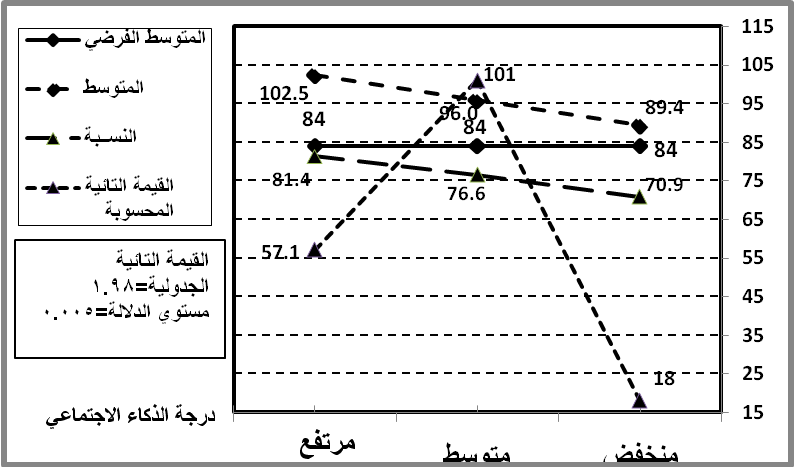 المتوسط الفرضي
المتوسط
النسبة
القيمة التائية
المحسوبة
القيمة التائية
الجدولية=١.٩٨
مستوي الدلالة=٠.٠٠٥
درجة الذكاء الاجتماعي
115
105
95
85
75
65
55
45
35
25
15
102.5
96.0
89.4
84
84
84
81.4
76.6
70.9
57.1
101
18
مرتفع
متوسط
منخفض